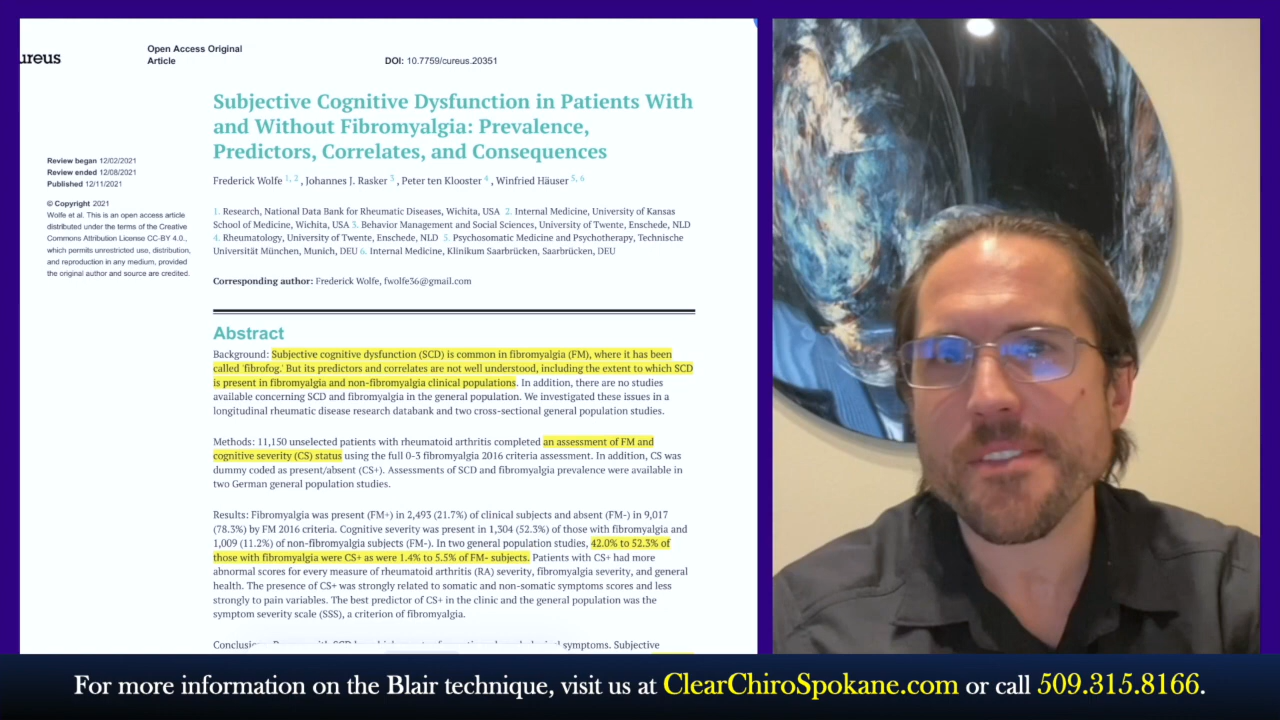 ureus
Open Access Original
Article
DOI: 10.7759/cureus.20351
Subjective Cognitive Dysfunction in Patients With
and Without Fibromyalgia: Prevalence,
Predictors, Correlates, and Consequences
Review began 12/02/2021
Review ended 12/08/2021
Published 12/11/2021
© Copyright 2021
Wolfe et al. This is an open access article
distributed under the terms of the Creative
Commons Attribution License CC-BY 4.0.,
which permits unrestricted use, distribution,
and reproduction in any medium, provided
the original author and source are credited.
Frederick Wolfe 1, 2 , Johannes J. Rasker 3 , Peter ten Klooster 4 , Winfried Häuser 5, 6
1. Research, National Data Bank for Rheumatic Diseases, Wichita, USA 2. Internal Medicine, University of Kansas
School of Medicine, Wichita, USA 3. Behavior Management and Social Sciences, University of Twente, Enschede, NLD
4. Rheumatology, University of Twente, Enschede, NLD 5. Psychosomatic Medicine and Psychotherapy, Technische
Universität München, Munich, DEU 6. Internal Medicine, Klinikum Saarbrücken, Saarbrücken, DEU
Corresponding author: Frederick Wolfe, fwolfe36@gmail.com
Abstract
Background: Subjective cognitive dysfunction (SCD) is common in fibromyalgia (FM), where it has been
called 'fibrofog.' But its predictors and correlates are not well understood, including the extent to which SCD
is present in fibromyalgia and non-fibromyalgia clinical populations. In addition, there are no studies
available concerning SCD and fibromyalgia in the general population. We investigated these issues in a
longitudinal rheumatic disease research databank and two cross-sectional general population studies.
Methods: 11,150 unselected patients with rheumatoid arthritis completed an assessment of FM and
cognitive severity (CS) status using the full 0-3 fibromyalgia 2016 criteria assessment. In addition, CS was
dummy coded as present/absent (CS+). Assessments of SCD and fibromyalgia prevalence were available in
two German general population studies.
Results: Fibromyalgia was present (FM+) in 2,493 (21.7%) of clinical subjects and absent (FM-) in 9,017
(78.3%) by FM 2016 criteria. Cognitive severity was present in 1,304 (52.3%) of those with fibromyalgia and
1,009 (11.2%) of non-fibromyalgia subjects (FM-). In two general population studies, 42.0% to 52.3% of
those with fibromyalgia were CS+ as were 1.4% to 5.5% of FM- subjects. Patients with CS+ had more
abnormal scores for every measure of rheumatoid arthritis (RA) severity, fibromyalgia severity, and general
health. The presence of CS+ was strongly related to somatic and non-somatic symptoms scores and less
strongly to pain variables. The best predictor of CS+ in the clinic and the general population was the
symptom severity scale (SSS), a criterion of fibromyalgia.
symptoms. Subjective
For more information on the Blair technique, visit us at ClearChiroSpokane.com or call 509.315.8166.